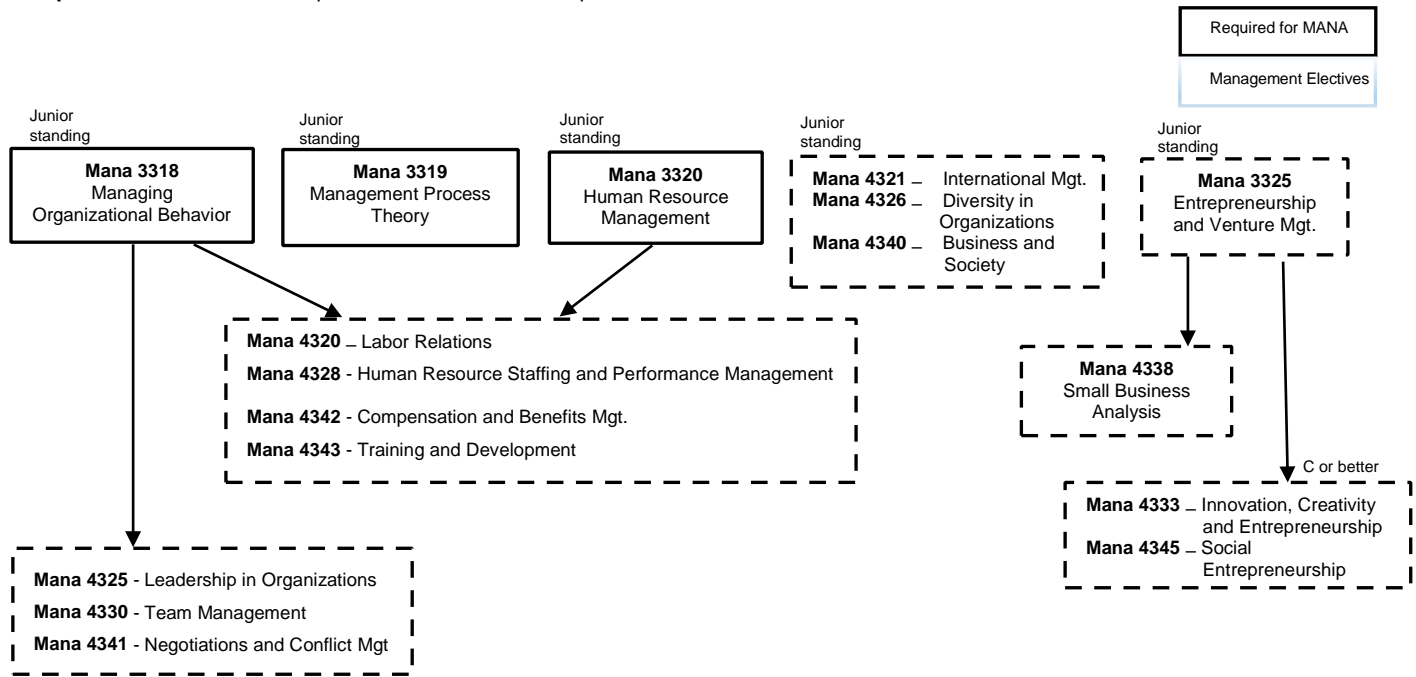 Required for MANA
Management Electives
Junior
standing
Mana 3318
Managing
Organizational Behavior
Junior
standing
Mana 3319
Management Process
Theory
Junior
standing
Mana 3320
Human Resource
Management
Junior
standing
Mana 4321 – International Mgt.
Mana 4326 – Diversity in
Organizations
Mana 4340 – Business and
Society
Junior
standing
Mana 3325
Entrepreneurship
and Venture Mgt.
Mana 4320 – Labor Relations
Mana 4328 - Human Resource Staffing and Performance Management
Mana 4342 - Compensation and Benefits Mgt.
Mana 4343 - Training and Development
Mana 4338
Small Business
Analysis
C or better
Mana 4333 – Innovation, Creativity
and Entrepreneurship
Mana 4345 – Social
Entrepreneurship
Mana 4325 - Leadership in Organizations
Mana 4330 - Team Management
Mana 4341 - Negotiations and Conflict Mgt